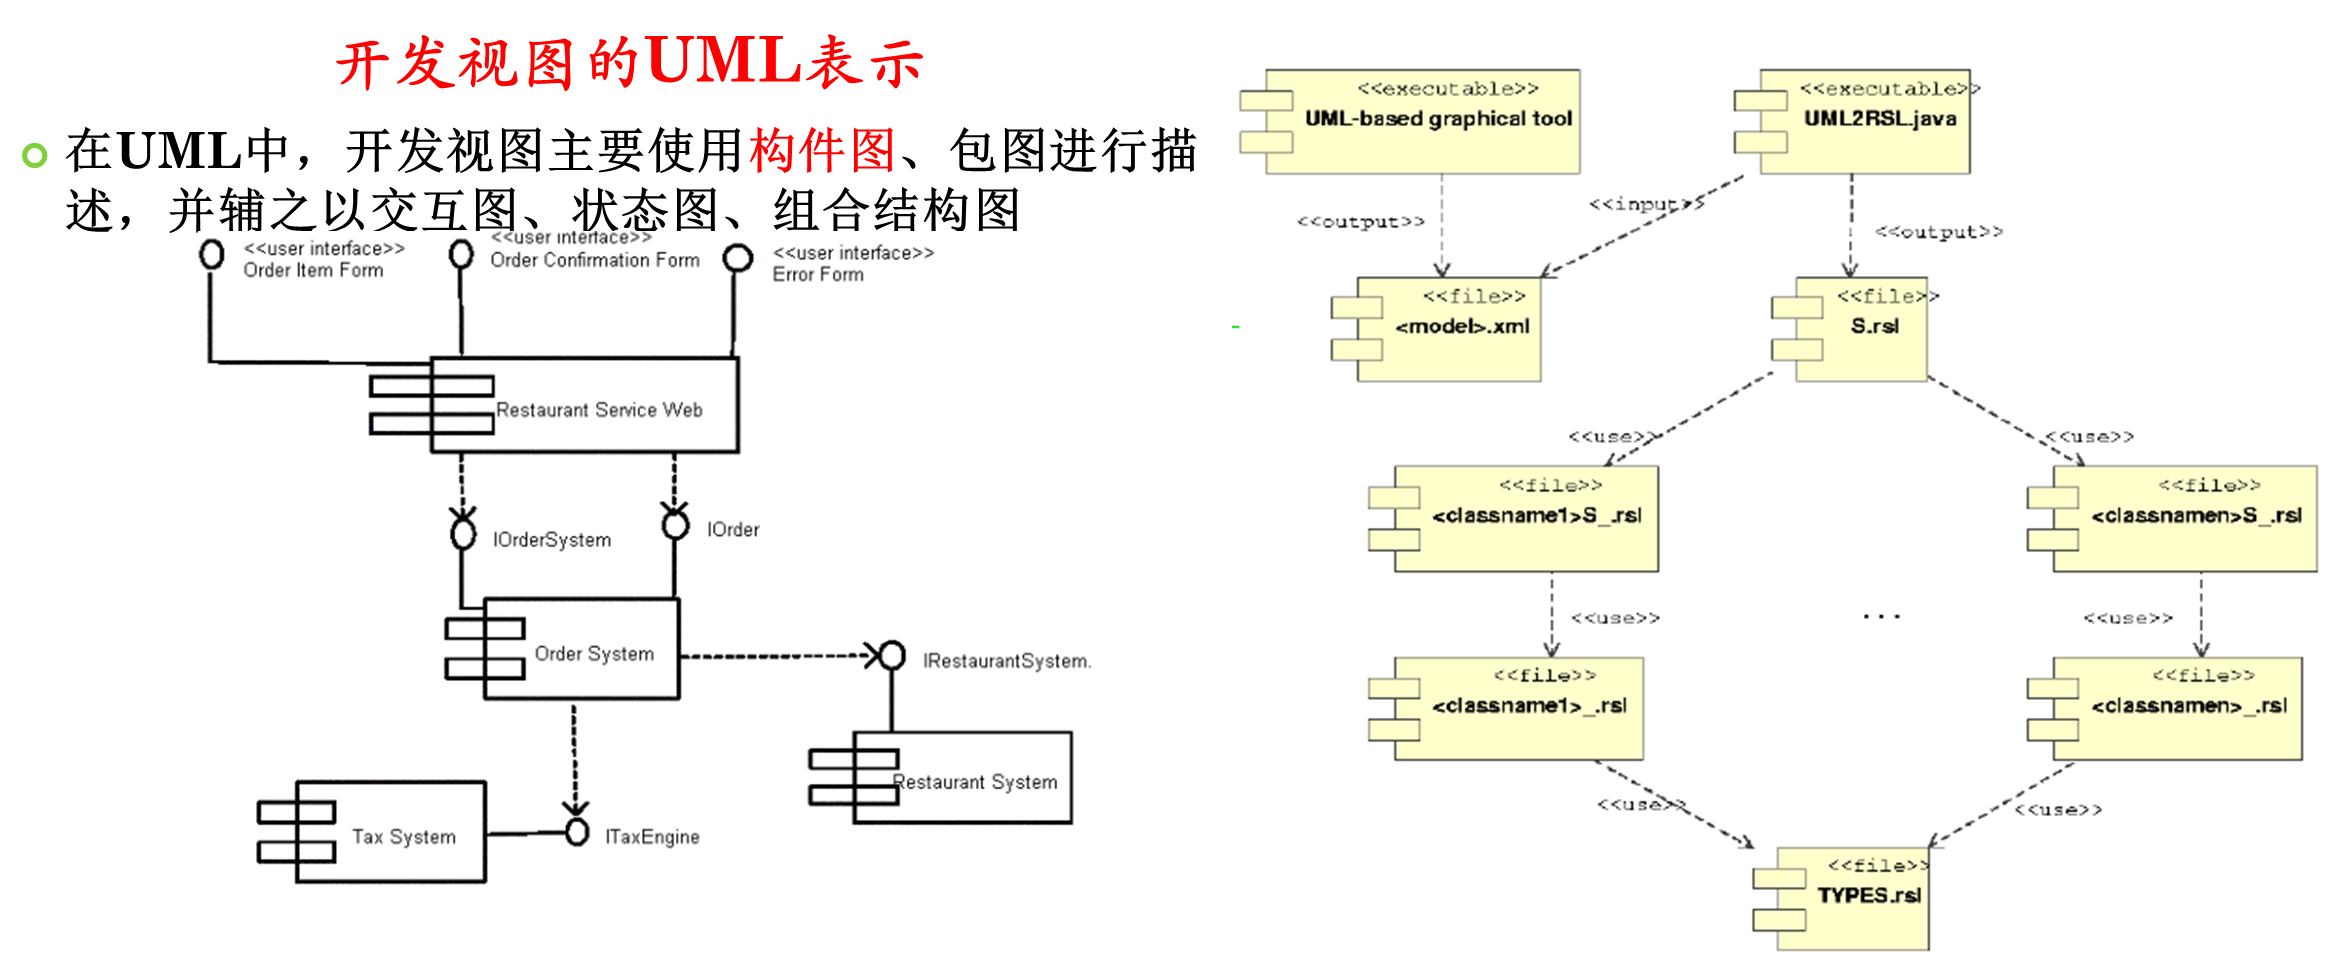 开发视图的UML表示
在UML中，开发视图主要使用构件图、包图进行描
述，并辅之以交互图、状态图、组合结构图
<<user interface>>
Order Item Form
<<user interface>>
Order Confirmation Form
<<user interface>>
Error Form
Restaurant Service Web
IOrderSystem
IOrder
Order System
IRestaurantSystem.
Restaurant System
Tax System
ITaxEngine
<<executable>>
UML-based graphical tool
<<executable>>
UML2RSL.java
<<output>>
<<input>>
<<output>>
<<file>>
<model>.xml
<<file>>
S.rsl
<<use>>
<<use>>
<<file>>
<classname1>S_.rsl
<<file>>
<classnamen>S_.rsl
<<use>>
...
<<use>>
<<file>>
<classname1>_.rsl
<<file>>
<classnamen>_.rsl
<<use>>
<<use>>
<<file>>
TYPES.rsl